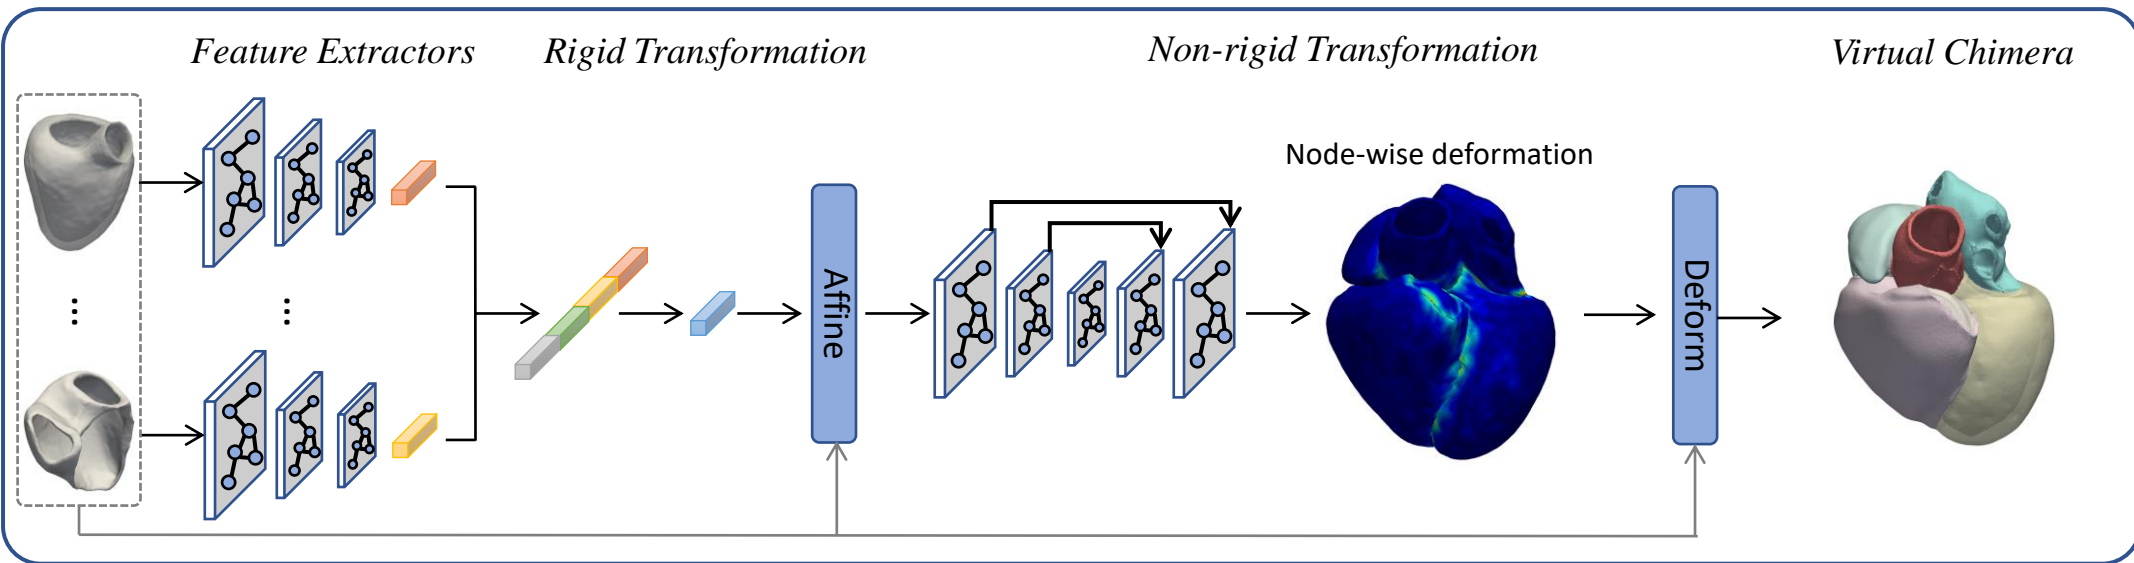 Feature Extractors
Rigid Transformation
Non-rigid Transformation
Virtual Chimera
Node-wise deformation
Affine
Deform